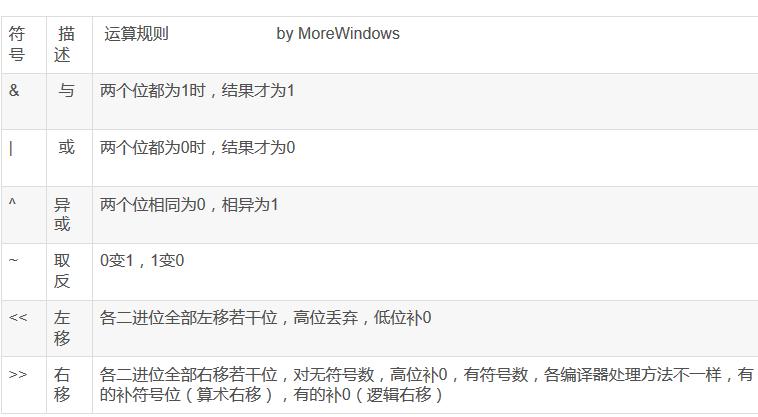 符号 描述 运算规则 by MoreWindows
& 与 两个位都为1时，结果才为1
| 或 两个位都为0时，结果才为0
^ 异或 两个位相同为0，相异为1
~ 取反 0变1，1变0
<< 左移 各二进位全部左移若干位，高位丢弃，低位补0
>> 右移 各二进位全部右移若干位，对无符号数，高位补0，有符号数，各编译器处理方法不一样，有
的补符号位（算术右移），有的补0（逻辑右移）